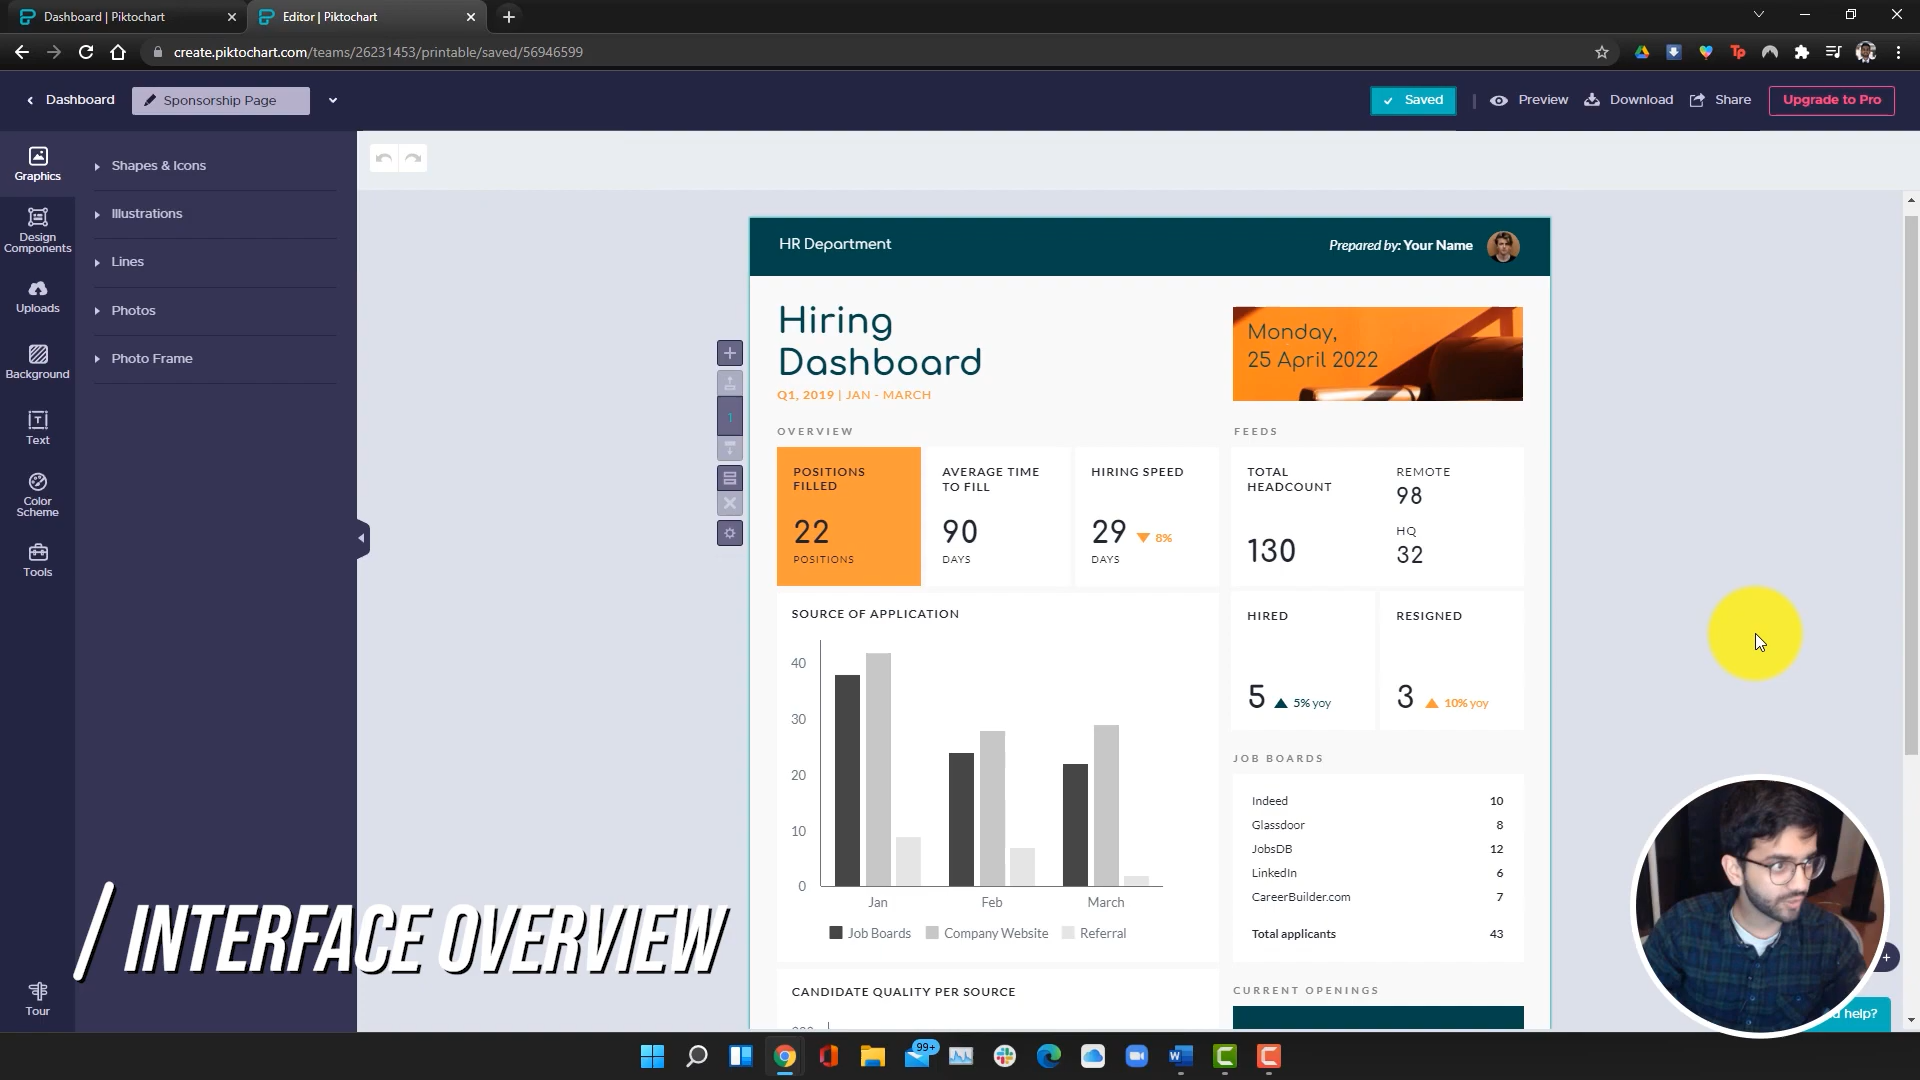 Dashboard | Piktochart
Editor | Piktochart
create.piktochart.com/teams/26231453/printable/saved/56946599
Tp
Dashboard
Sponsorship Page
Saved
Preview
Download
Share
Upgrade to Pro
Graphics
Design
Components
Uploads
Background
Text
Color
Scheme
Tools
Tour
Shapes & Icons
Illustrations
Lines
Photos
Photo Frame
1
HR Department
Prepared by: Your Name
Hiring
Dashboard
Q1, 2019 | JAN - MARCH
Monday,
25 April 2022
OVERVIEW
POSITIONS
FILLED
22
POSITIONS
AVERAGE TIME
TO FILL
90
DAYS
HIRING SPEED
29
8%
DAYS
FEEDS
TOTAL
HEADCOUNT
130
REMOTE
98
HQ
32
HIRED
5
5% yoy
RESIGNED
3
10% yoy
SOURCE OF APPLICATION
40
30
20
10
0
Jan
Feb
March
Job Boards
Company Website
Referral
JOB BOARDS
Indeed 10
Glassdoor 8
JobsDB 12
LinkedIn 6
CareerBuilder.com 7
Total applicants 43
CANDIDATE QUALITY PER SOURCE
CURRENT OPENINGS
/ INTERFACE OVERVIEW
help?
99+